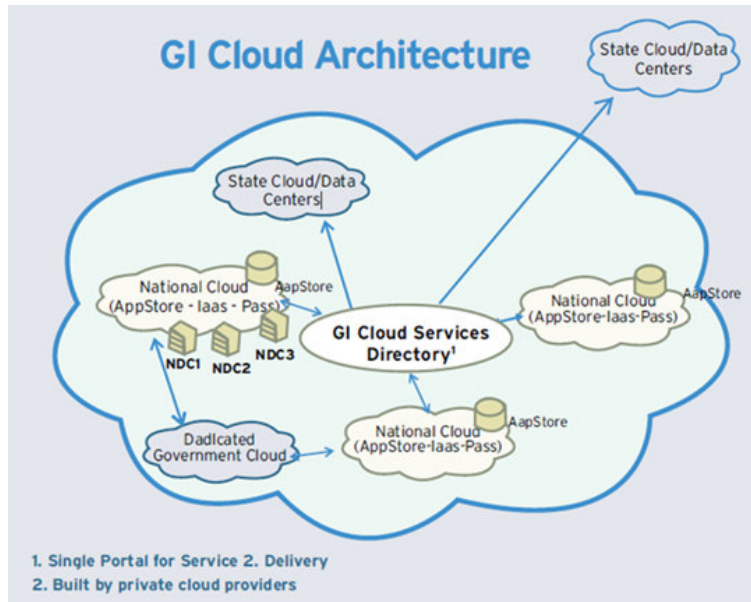 GI Cloud Architecture
State Cloud/Data
Centers
State Cloud/Data
Centers
National Cloud
(AppStore - Iaas - Pass)
AapStore
NDC1
NDC2
NDC3
GI Cloud Services
Directory¹
National Cloud
(AppStore-Iaas-Pass)
AapStore
Dadlcated
Government Cloud
National Cloud
(AppStore-Iaas-Pass)
AapStore
1. Single Portal for Service 2. Delivery
2. Built by private cloud providers